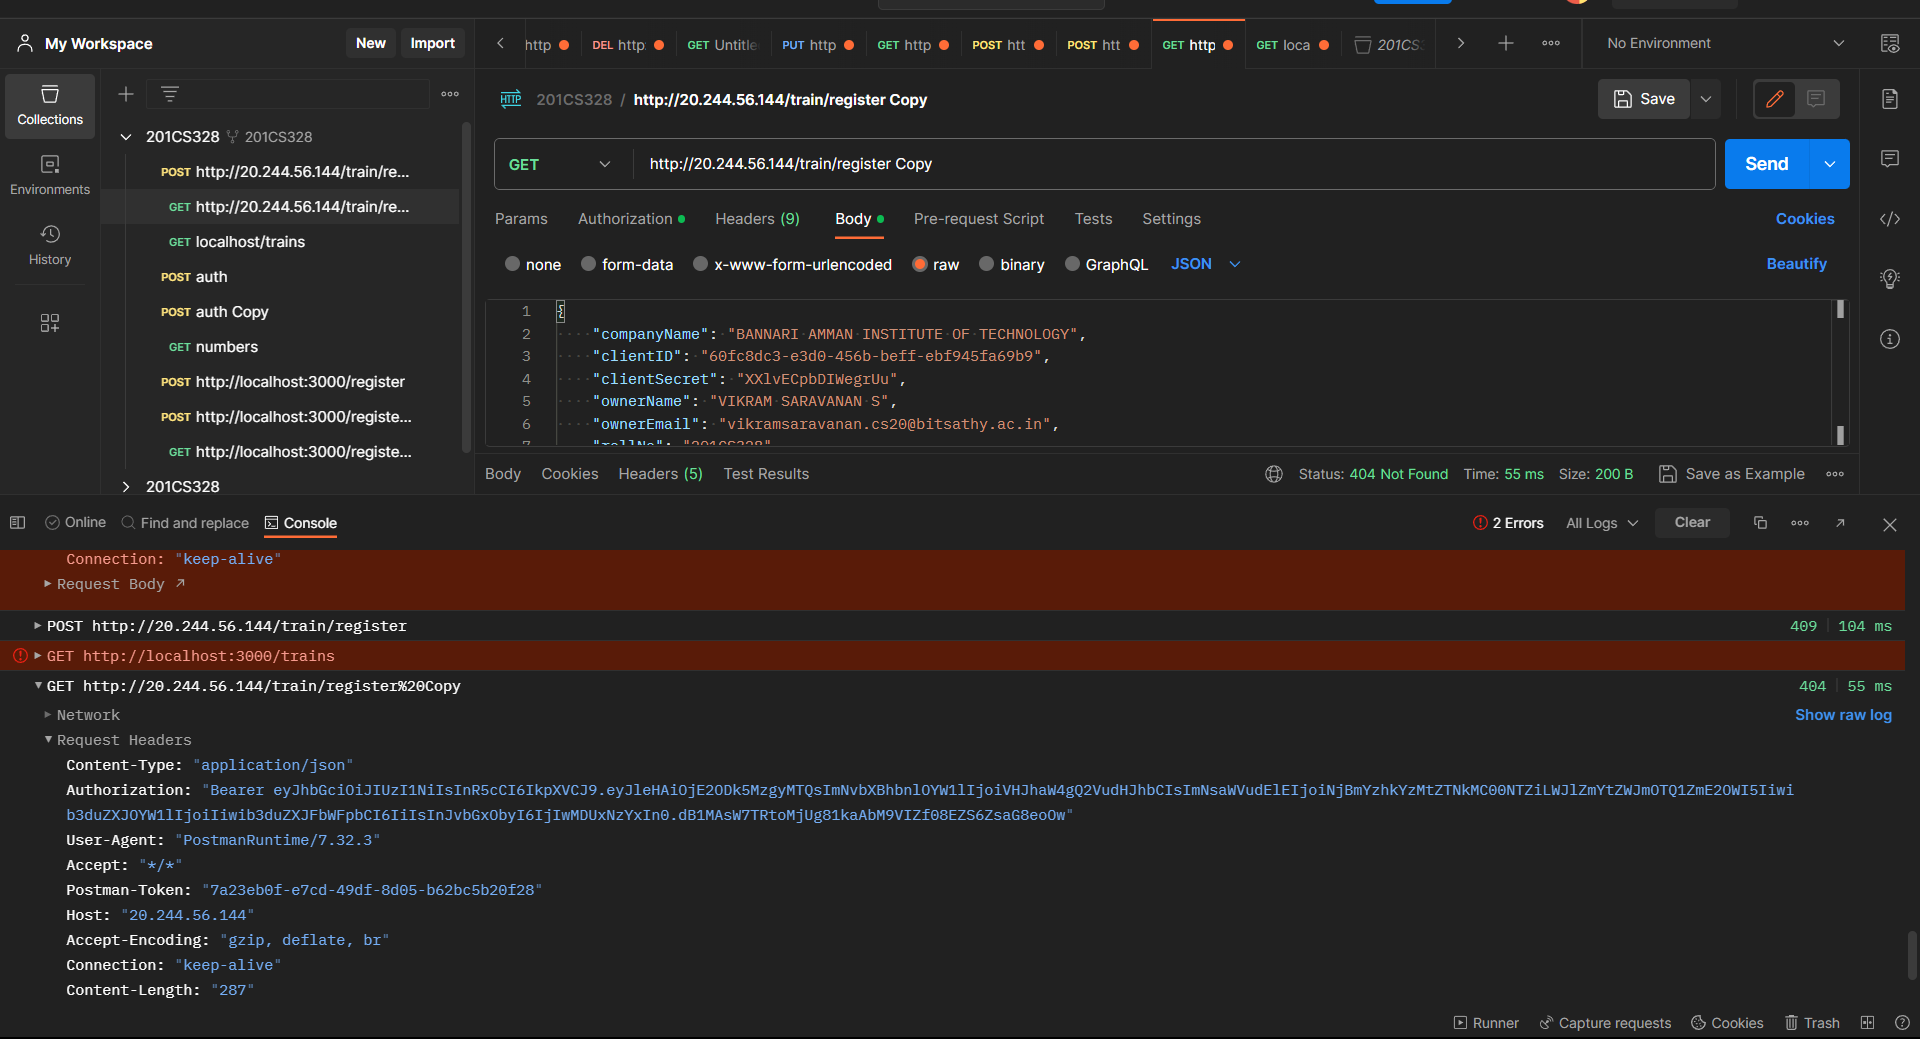 My Workspace
New
Import
http
DEL http:
GET Untitle
PUT http
GET http
POST htt
POST htt
GET http
GET loca
201CS:
No Environment
Collections
Environments
History
201CS328 201CS328
POST http://20.244.56.144/train/re...
GET http://20.244.56.144/train/re...
GET localhost/trains
POST auth
POST auth Copy
GET numbers
POST http://localhost:3000/register
POST http://localhost:3000/registe...
GET http://localhost:3000/registe...
201CS328
HTTP 201CS328 / http://20.244.56.144/train/register Copy
Save
GET http://20.244.56.144/train/register Copy
Send
Params Authorization Headers (9) Body Pre-request Script Tests Settings Cookies
none form-data x-www-form-urlencoded raw binary GraphQL JSON Beautify
1 {
2 "companyName": "BANNARI AMMAN INSTITUTE OF TECHNOLOGY",
3 "clientID": "60fc8dc3-e3d0-456b-beff-ebf945fa69b9",
4 "clientSecret": "XXlvECpbDIWegrUu",
5 "ownerName": "VIKRAM SARAVANAN S",
6 "ownerEmail": "vikramsaravanan.cs20@bitsathy.ac.in",
7 "rollNo": "201CS328"
Body Cookies Headers (5) Test Results Status: 404 Not Found Time: 55 ms Size: 200 B Save as Example
Online Find and replace Console 2 Errors All Logs Clear
Connection: "keep-alive"
Request Body
POST http://20.244.56.144/train/register 409 104 ms
GET http://localhost:3000/trains
GET http://20.244.56.144/train/register%20Copy 404 55 ms
Network Show raw log
Request Headers
Content-Type: "application/json"
Authorization: "Bearer eyJhbGciOiJIUzI1NiIsInR5cCI6IkpXVCJ9.eyJleHAiOjE2ODk5MzgyMTQsImNvbXBhbnlOYW1lIjoiVHJhaW4gQ2VudHJhbCIsImNsaWVudElEIjoiNjBmYzhkYzMtZTNkMC00NTZiLWJlZmYtZWJmOTQ1ZmE2OWI5Iiwi
b3duZXJOYW1lIjoiIiwib3duZXJFbWFpbCI6IiIsInJvbGxObyI6IjIwMDUxNzYxIn0.dB1MAsW7TRtoMjUg81kaAbM9VIZf08EZS6ZsaG8eoOw"
User-Agent: "PostmanRuntime/7.32.3"
Accept: "*/*"
Postman-Token: "7a23eb0f-e7cd-49df-8d05-b62bc5b20f28"
Host: "20.244.56.144"
Accept-Encoding: "gzip, deflate, br"
Connection: "keep-alive"
Content-Length: "287"
Runner Capture requests Cookies Trash